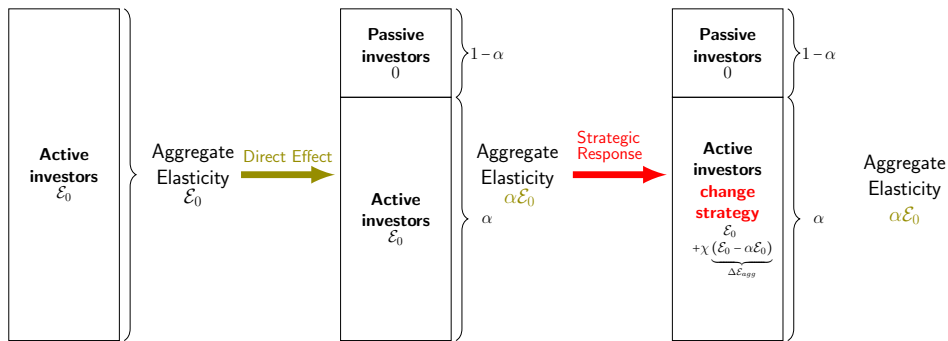 Active
investors
ℰ₀
Aggregate
Elasticity
ℰ₀
Direct Effect
Passive
investors
0
1 − α
Active
investors
ℰ₀
α
Aggregate
Elasticity
αℰ₀
Strategic
Response
Passive
investors
0
1 − α
Active
investors
change
strategy
ℰ₀
+χ (ℰ₀ − αℰ₀)
Δℰ_agg
α
Aggregate
Elasticity
αℰ₀